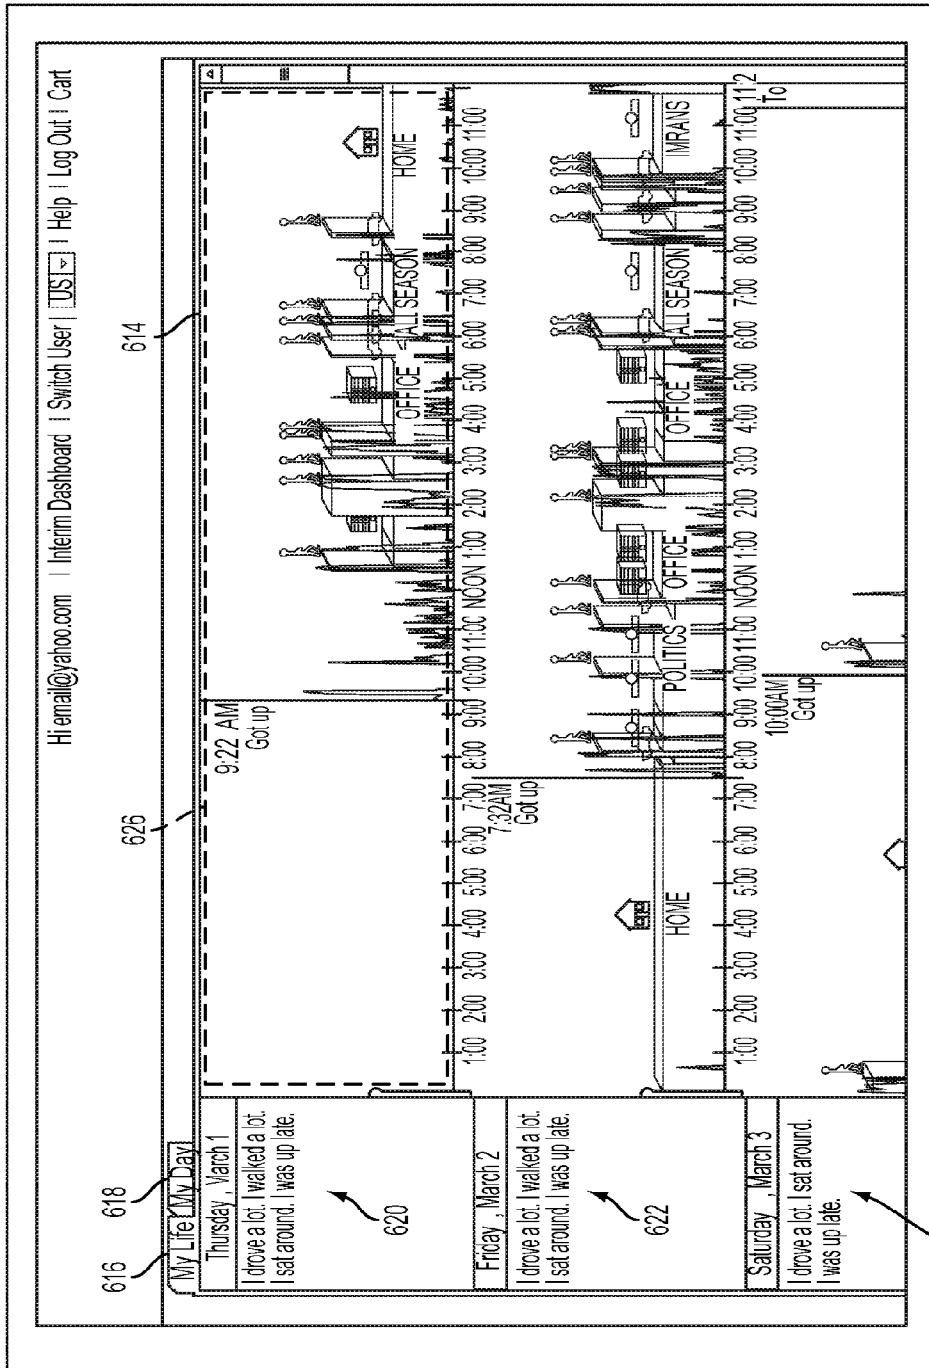 Hi email@yahoo.com | Interim Dashboard | Switch User | US | Help | Log Out | Cart
616
618
626
614
My Life My Day
Thursday , March 1
I drove a lot. I walked a lot.
I sat around. I was up late.
620
9:22 AM
Got up
OFFICE
ALL SEASON
HOME
1:00 2:00 3:00 4:00 5:00 6:00 7:00 8:00 9:00 10:00 11:00 NOON 1:00 2:00 3:00 4:00 5:00 6:00 7:00 8:00 9:00 10:00 11:00
Friday , March 2
I drove a lot. I walked a lot.
I sat around. I was up late.
622
7:32AM
Got up
HOME
POLITICS
OFFICE
OFFICE
ALL SEASON
IMRANS
1:00 2:00 3:00 4:00 5:00 6:00 7:00 8:00 9:00 10:00 11:00 NOON 1:00 2:00 3:00 4:00 5:00 6:00 7:00 8:00 9:00 10:00 11:00 11:2
Saturday , March 3
I drove a lot. I sat around.
I was up late.
10:00AM
Got up
To